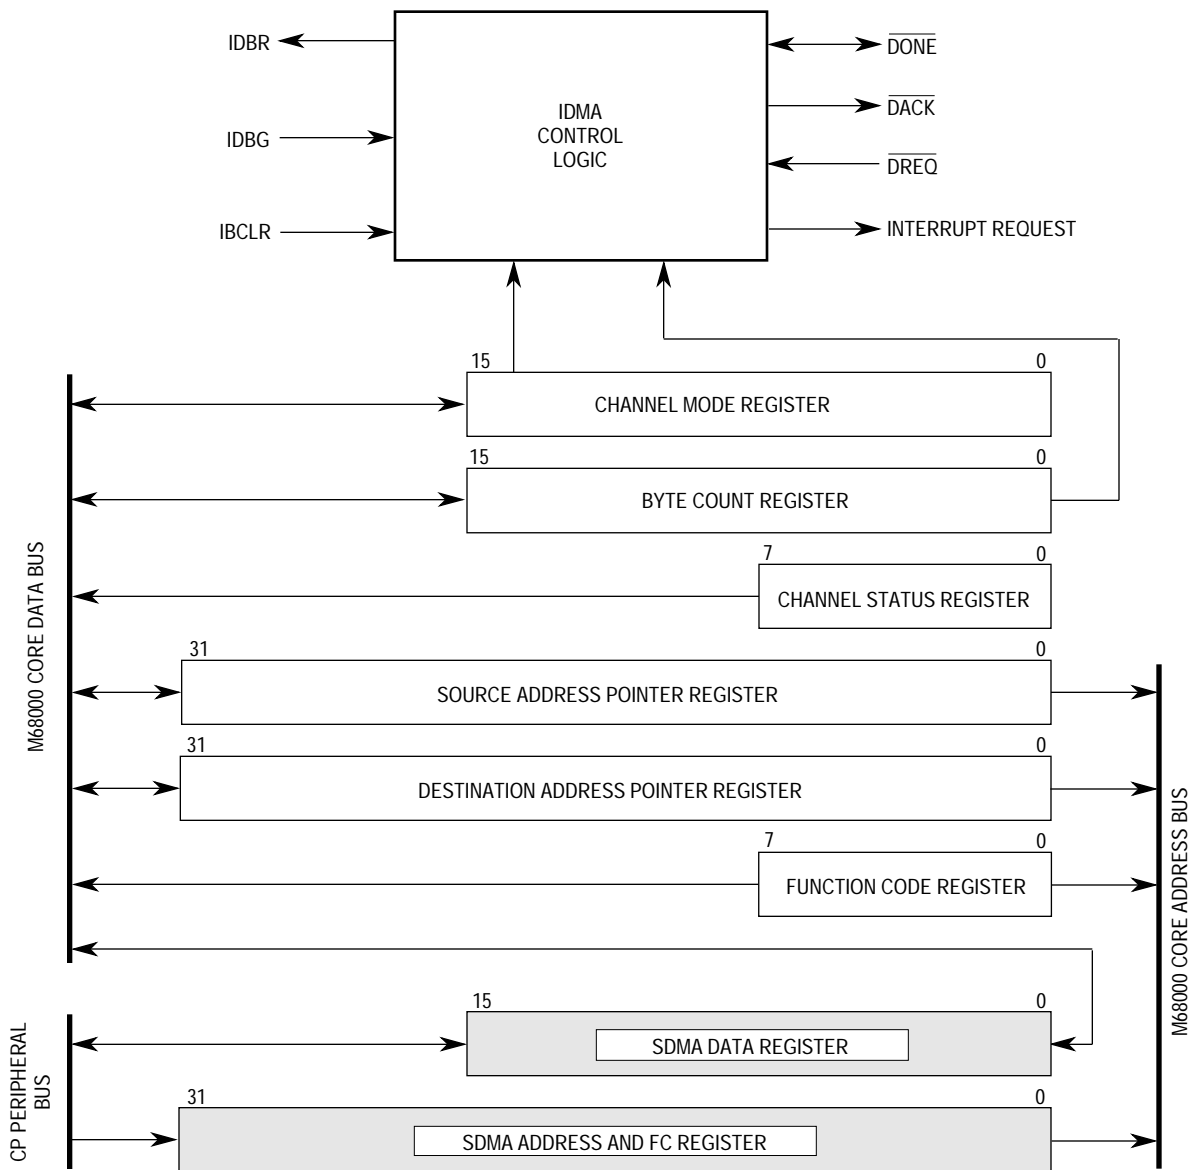 IDBR
IDBG
IBCLR
IDMA
CONTROL
LOGIC
DONE
DACK
DREQ
INTERRUPT REQUEST
15 0
CHANNEL MODE REGISTER
15 0
BYTE COUNT REGISTER
7 0
CHANNEL STATUS REGISTER
31 0
SOURCE ADDRESS POINTER REGISTER
31 0
DESTINATION ADDRESS POINTER REGISTER
7 0
FUNCTION CODE REGISTER
15 0
SDMA DATA REGISTER
31 0
SDMA ADDRESS AND FC REGISTER
M68000 CORE DATA BUS
CP PERIPHERAL
BUS
M68000 CORE ADDRESS BUS